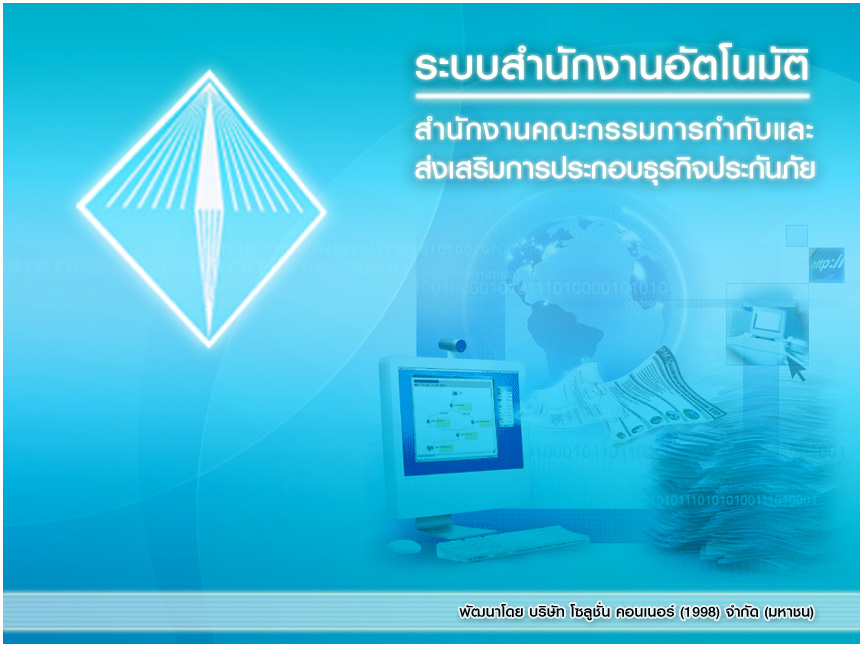 ระบบสำนักงานอัตโนมัติ
สำนักงานคณะกรรมการกำกับและ
ส่งเสริมการประกอบธุรกิจประกันภัย
http://
พัฒนาโดย บริษัท โซลูชั่น คอนเนอร์ (1998) จำกัด (มหาชน)